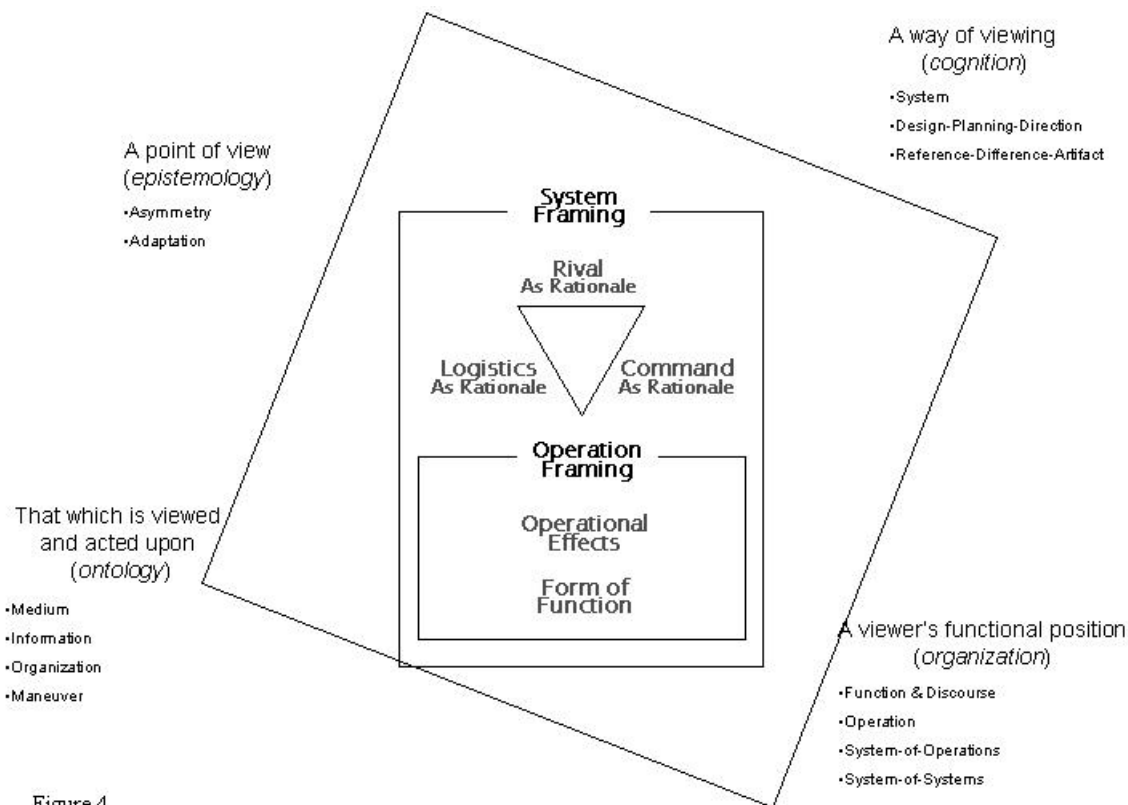 A way of viewing
(cognition)
•System
•Design-Planning-Direction
•Reference-Difference-Artifact
A point of view
(epistemology)
•Asymmetry
•Adaptation
System
Framing
Rival
As Rationale
Logistics
As Rationale
Command
As Rationale
Operation
Framing
Operational
Effects
Form of
Function
That which is viewed
and acted upon
(ontology)
•Medium
•Information
•Organization
•Maneuver
A viewer's functional position
(organization)
•Function & Discourse
•Operation
•System-of-Operations
•System-of-Systems
Figure 4